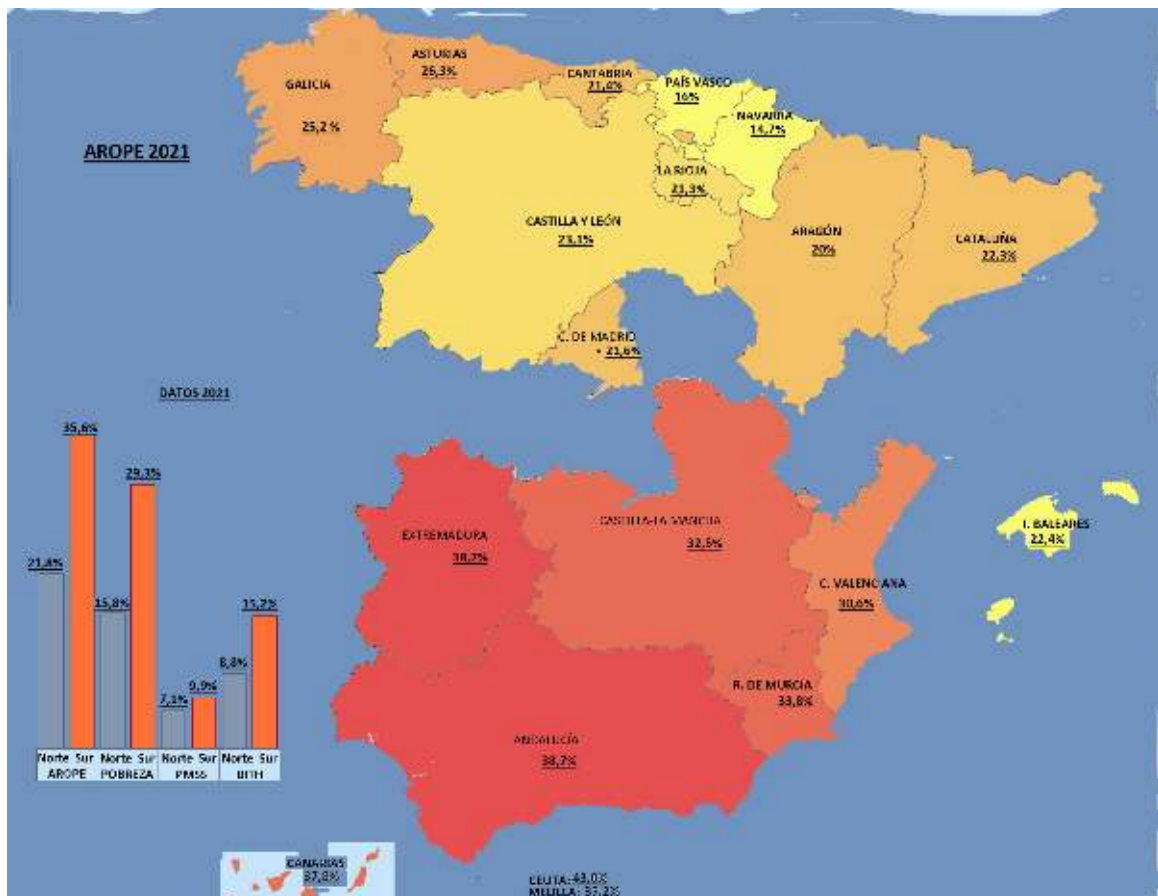 ASTURIAS
26,3%
CANTABRIA
21,4%
PAÍS VASCO
16%
GALICIA
25,2 %
NAVARRA
14,7%
AROPE 2021
LA RIOJA
21,3%
CASTILLA Y LEÓN
23,1%
ARAGÓN
20%
CATALUÑA
22,3%
C. DE MADRID
21,6%
DATOS 2021
35,6%
29,3%
21,8%
15,8%
7,1%
9,9%
8,8%
15,2%
Norte Sur Norte Sur Norte Sur Norte Sur
AROPE POBREZA PMSS BITH
EXTREMADURA
38,7%
CASTILLA-LA MANCHA
32,5%
I. BALEARES
22,4%
C. VALENCIANA
30,6%
R. DE MURCIA
33,8%
ANDALUCÍA
38,7%
CANARIAS
37,8%
CEUTA: 43,0%
MELILLA: